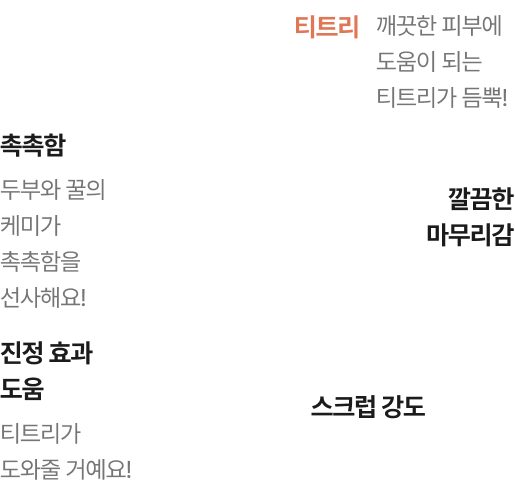 티트리 깨끗한 피부에
도움이 되는
티트리가 듬뿍!
촉촉함
두부와 꿀의
케미가
촉촉함을
선사해요!
깔끔한
마무리감
진정 효과
도움
티트리가
도와줄 거예요!
스크럽 강도